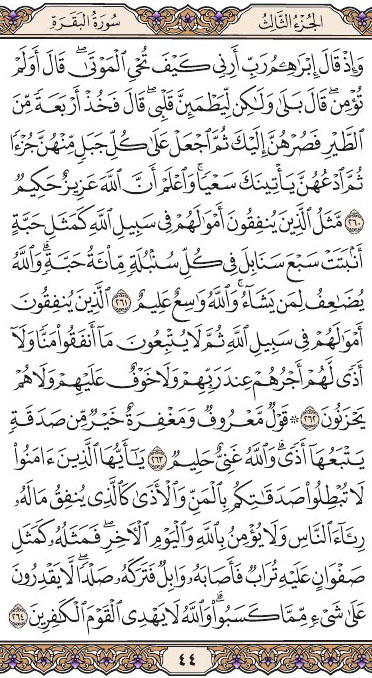 الجزء الثالث سورة البقرة
وَإِذْ قَالَ إِبْرَٰهِـۧمُ رَبِّ أَرِنِى كَيْفَ تُحْىِ ٱلْمَوْتَىٰ ۖ قَالَ أَوَلَمْ
تُؤْمِن ۖ قَالَ بَلَىٰ وَلَـٰكِن لِّيَطْمَئِنَّ قَلْبِى ۖ قَالَ فَخُذْ أَرْبَعَةً مِّنَ
ٱلطَّيْرِ فَصُرْهُنَّ إِلَيْكَ ثُمَّ ٱجْعَلْ عَلَىٰ كُلِّ جَبَلٍ مِّنْهُنَّ جُزْءًا
ثُمَّ ٱدْعُهُنَّ يَأْتِينَكَ سَعْيًا ۚ وَٱعْلَمْ أَنَّ ٱللَّهَ عَزِيزٌ حَكِيمٌ
٢٦٠ مَّثَلُ ٱلَّذِينَ يُنفِقُونَ أَمْوَٰلَهُمْ فِى سَبِيلِ ٱللَّهِ كَمَثَلِ حَبَّةٍ
أَنۢبَتَتْ سَبْعَ سَنَابِلَ فِى كُلِّ سُنۢبُلَةٍ مِّا۟ئَةُ حَبَّةٍ ۗ وَٱللَّهُ
يُضَـٰعِفُ لِمَن يَشَآءُ ۗ وَٱللَّهُ وَٰسِعٌ عَلِيمٌ ٢٦١ ٱلَّذِينَ يُنفِقُونَ
أَمْوَٰلَهُمْ فِى سَبِيلِ ٱللَّهِ ثُمَّ لَا يُتْبِعُونَ مَآ أَنفَقُوا۟ مَنًّا وَلَآ
أَذًى ۙ لَّهُمْ أَجْرُهُمْ عِندَ رَبِّهِمْ وَلَا خَوْفٌ عَلَيْهِمْ وَلَا هُمْ
يَحْزَنُونَ ٢٦٢ ۞ قَوْلٌ مَّعْرُوفٌ وَمَغْفِرَةٌ خَيْرٌ مِّن صَدَقَةٍ
يَتْبَعُهَآ أَذًى ۗ وَٱللَّهُ غَنِىٌّ حَلِيمٌ ٢٦٣ يَـٰٓأَيُّهَا ٱلَّذِينَ ءَامَنُوا۟
لَا تُبْطِلُوا۟ صَدَقَـٰتِكُم بِٱلْمَنِّ وَٱلْأَذَىٰ كَٱلَّذِى يُنفِقُ مَالَهُۥ
رِئَآءَ ٱلنَّاسِ وَلَا يُؤْمِنُ بِٱللَّهِ وَٱلْيَوْمِ ٱلْـَٔاخِرِ ۖ فَمَثَلُهُۥ كَمَثَلِ
صَفْوَانٍ عَلَيْهِ تُرَابٌ فَأَصَابَهُۥ وَابِلٌ فَتَرَكَهُۥ صَلْدًا ۖ لَّا يَقْدِرُونَ
عَلَىٰ شَىْءٍ مِّمَّا كَسَبُوا۟ ۗ وَٱللَّهُ لَا يَهْدِى ٱلْقَوْمَ ٱلْكَـٰفِرِينَ ٢٦٤
٤٤